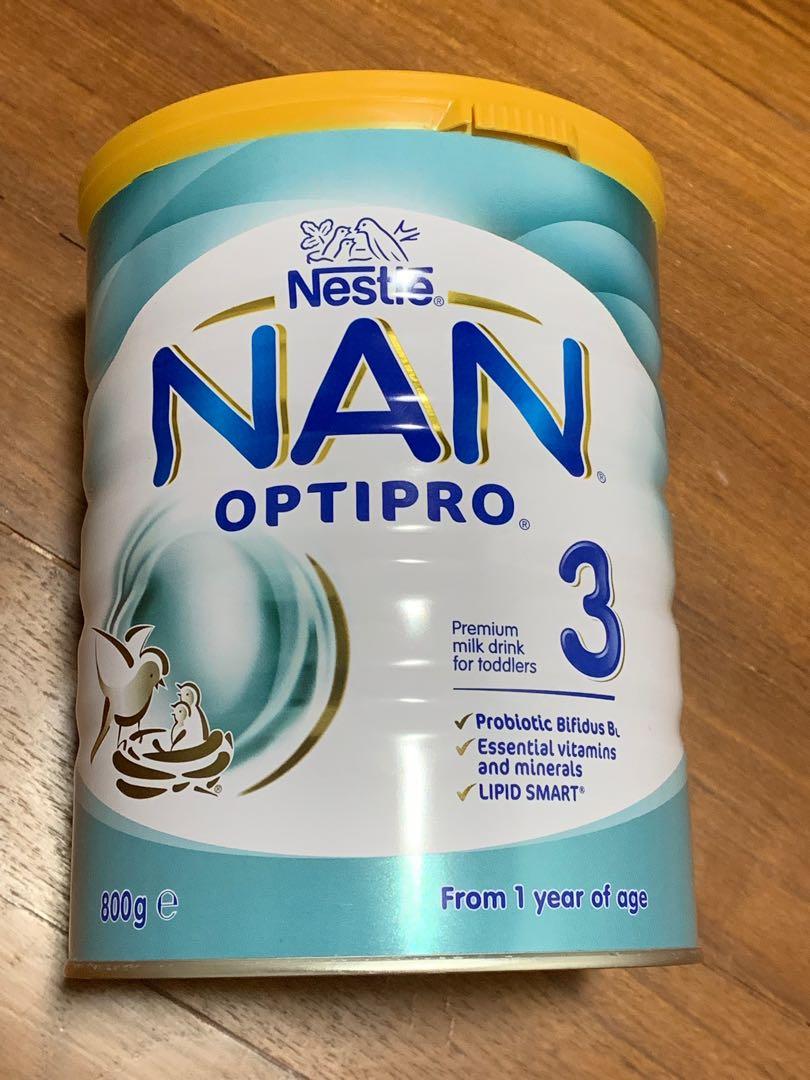 Nestlé®
NAN®
OPTIPRO®
3
Premium
milk drink
for toddlers
Probiotic Bifidus BL
Essential vitamins
and minerals
LIPID SMART®
800g e
From 1 year of age